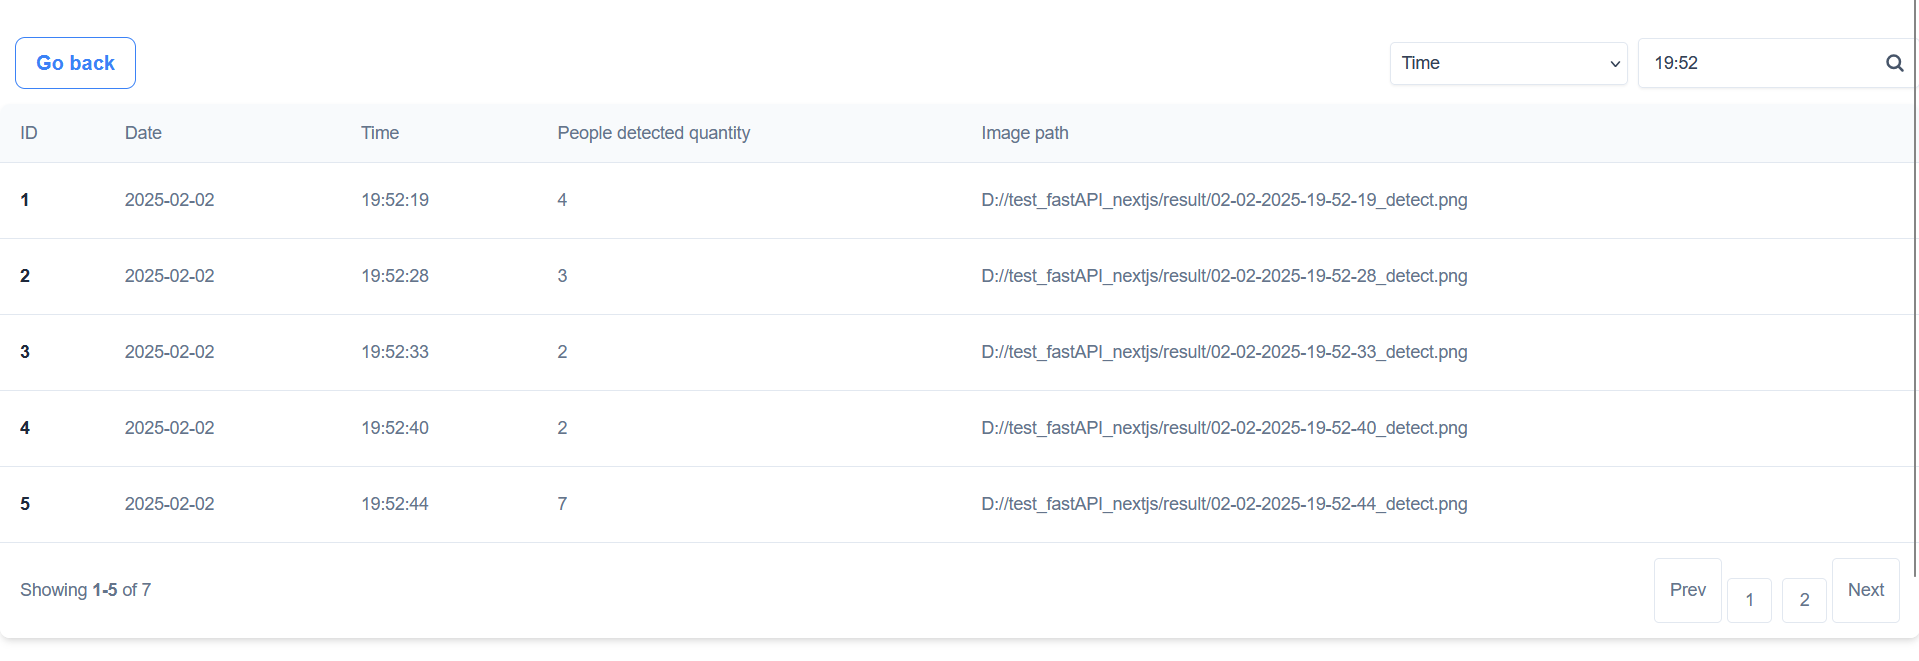 Go back
Time 19:52
ID Date Time People detected quantity Image path
1 2025-02-02 19:52:19 4 D://test_fastAPI_nextjs/result/02-02-2025-19-52-19_detect.png
2 2025-02-02 19:52:28 3 D://test_fastAPI_nextjs/result/02-02-2025-19-52-28_detect.png
3 2025-02-02 19:52:33 2 D://test_fastAPI_nextjs/result/02-02-2025-19-52-33_detect.png
4 2025-02-02 19:52:40 2 D://test_fastAPI_nextjs/result/02-02-2025-19-52-40_detect.png
5 2025-02-02 19:52:44 7 D://test_fastAPI_nextjs/result/02-02-2025-19-52-44_detect.png
Showing 1-5 of 7 Prev 1 2 Next